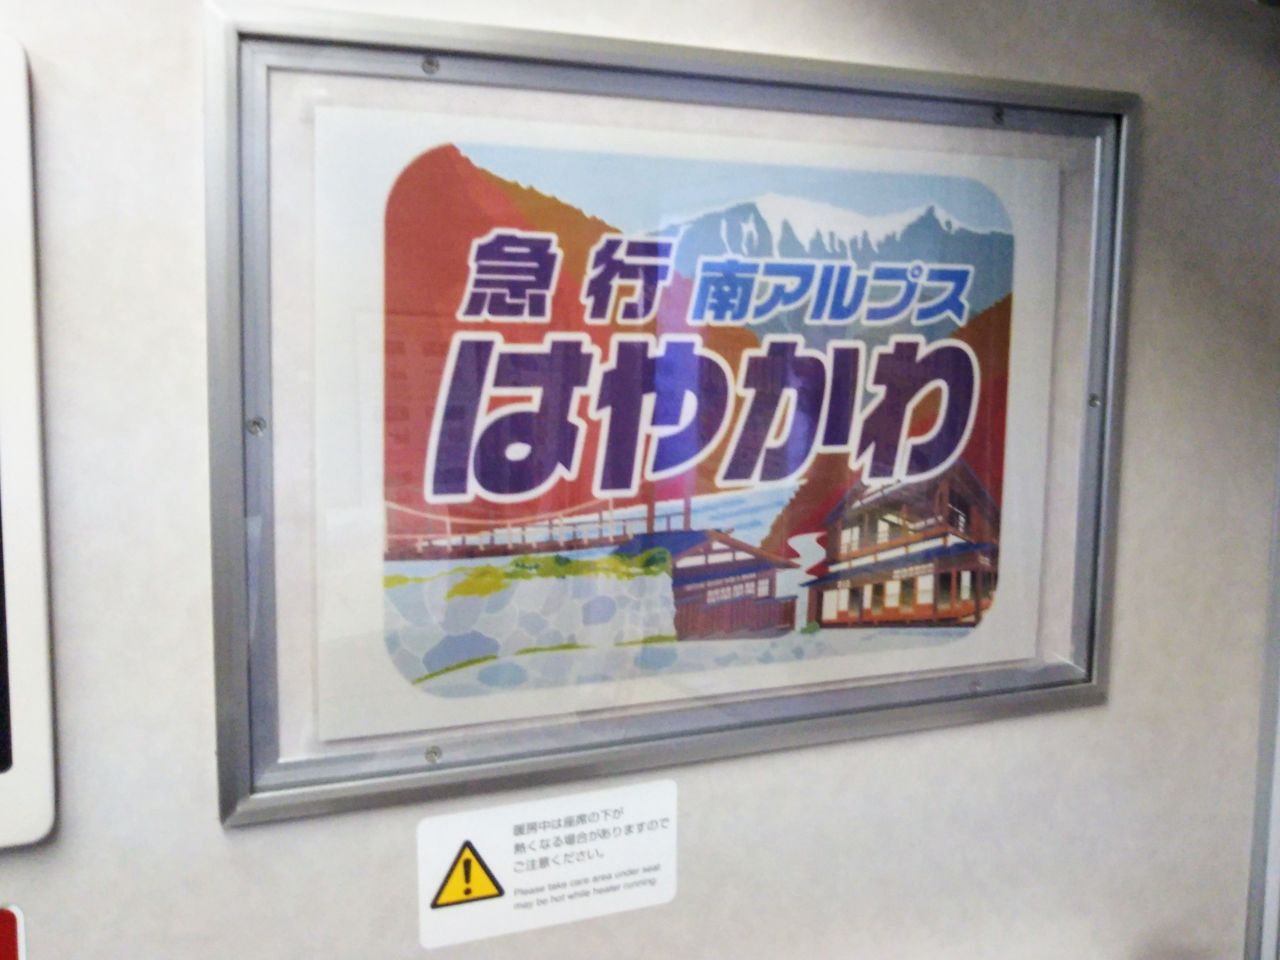 急行 南アルプス
はやかわ
暖房中は座席の下が
熱くなる場合がありますので
ご注意ください。
Please take care area under seat
may be hot while heater running.